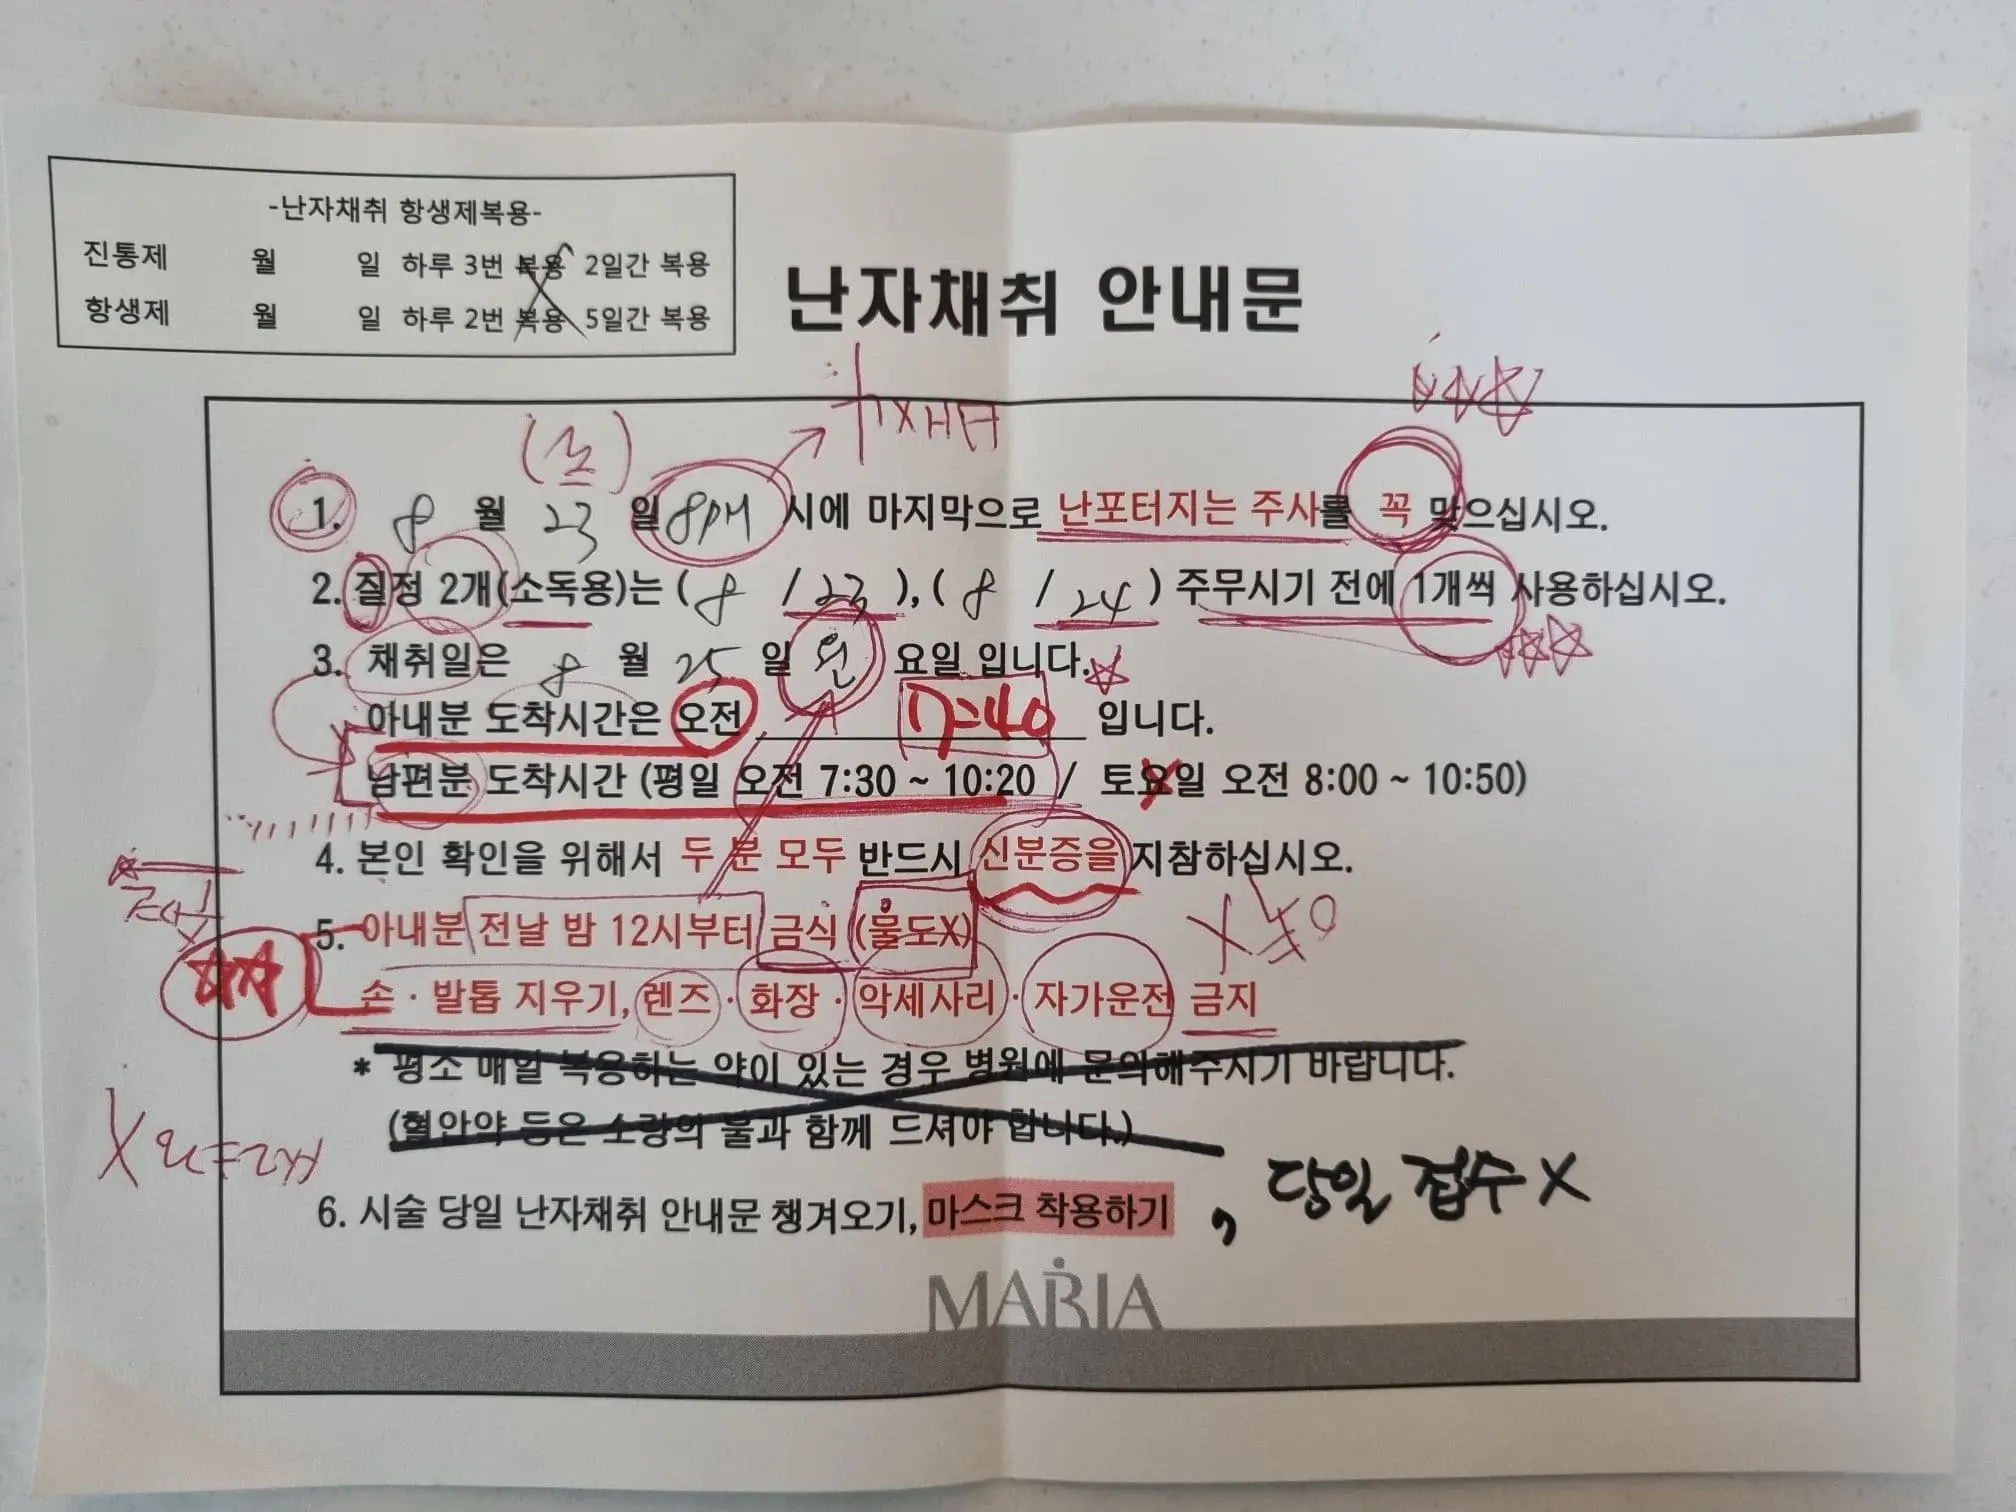 -난자채취 항생제복용-
진통제 월 일 하루 3번 복용 2일간 복용
항생제 월 일 하루 2번 복용 5일간 복용
난자채취 안내문
(토)
1. 8 월 23 일 8PM 시에 마지막으로 난포터지는 주사를 꼭 맞으십시오.
2. 질정 2개(소독용)는 ( 8 / 23 ), ( 8 / 24 ) 주무시기 전에 1개씩 사용하십시오.
3. 채취일은 8 월 25 일 월 요일 입니다.
아내분 도착시간은 오전 7:40 입니다.
남편분 도착시간 (평일 오전 7:30 ~ 10:20 / 토요일 오전 8:00 ~ 10:50)
4. 본인 확인을 위해서 두 분 모두 반드시 신분증을 지참하십시오.
5. 아내분 전날 밤 12시부터 금식 (물도X)
손 · 발톱 지우기, 렌즈 · 화장 · 악세사리 · 자가운전 금지
* 평소 매일 복용하는 약이 있는 경우 병원에 문의해주시기 바랍니다.
(혈압약 등은 소량의 물과 함께 드셔야 합니다.)
6. 시술 당일 난자채취 안내문 챙겨오기, 마스크 착용하기 , 당일 접수 X
MARIA